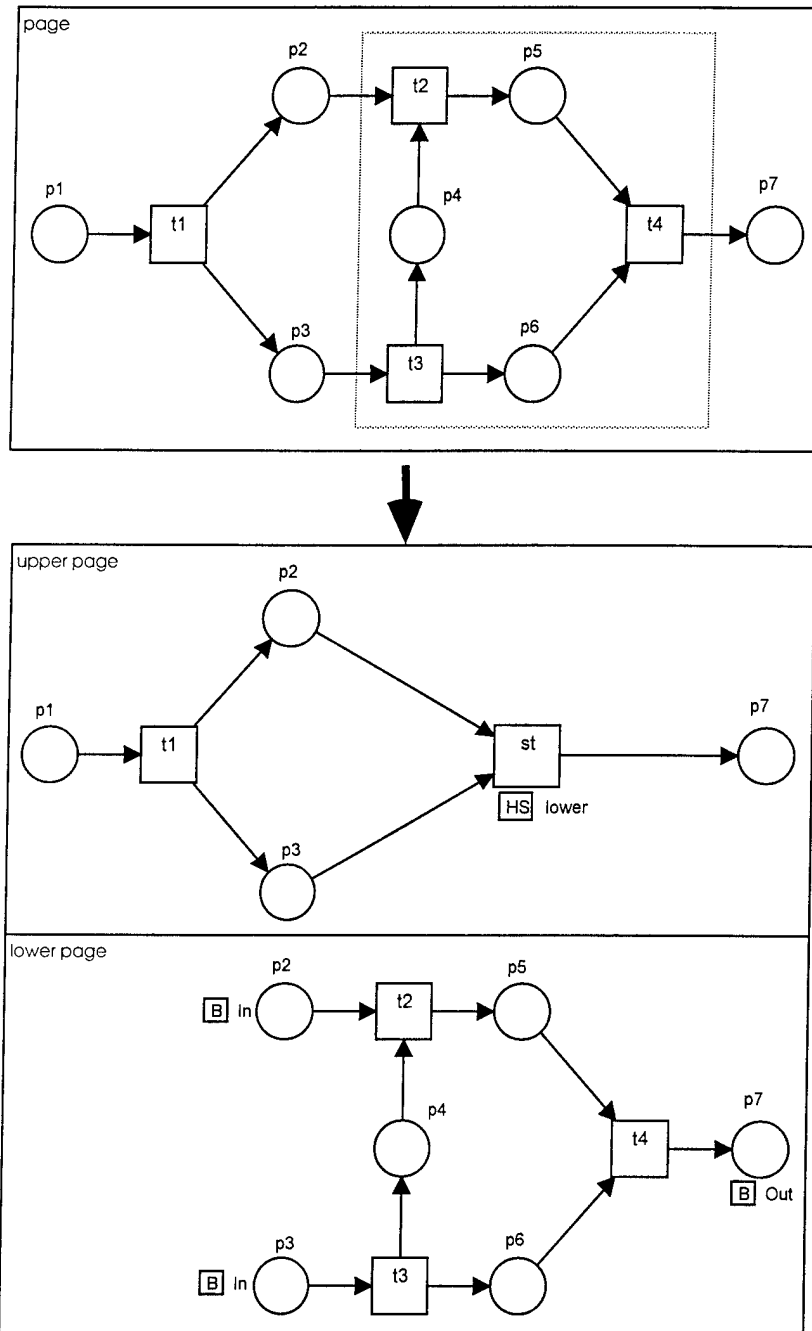 page
p2
p5
t2
p1
p4
p7
t1
t4
p3
p6
t3
upper page
p2
p1
p7
t1
st
HS lower
p3
lower page
p2
p5
B In
t2
p4
p7
t4
B Out
p3
p6
B In
t3